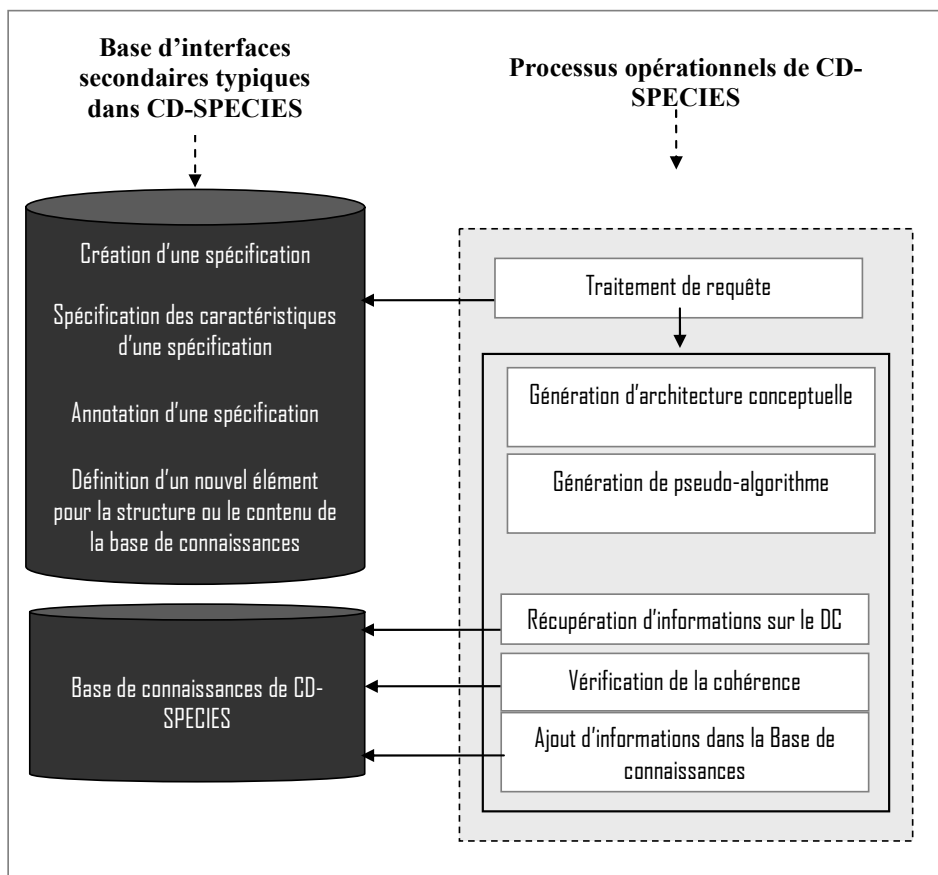 Base d’interfaces
secondaires typiques
dans CD-SPECIES
Processus opérationnels de CD-
SPECIES
Création d’une spécification
Spécification des caractéristiques
d’une spécification
Annotation d’une spécification
Définition d’un nouvel élément
pour la structure ou le contenu de
la base de connaissances
Base de connaissances de CD-
SPECIES
Traitement de requête
Génération d’architecture conceptuelle
Génération de pseudo-algorithme
Récupération d’informations sur le DC
Vérification de la cohérence
Ajout d’informations dans la Base de
connaissances